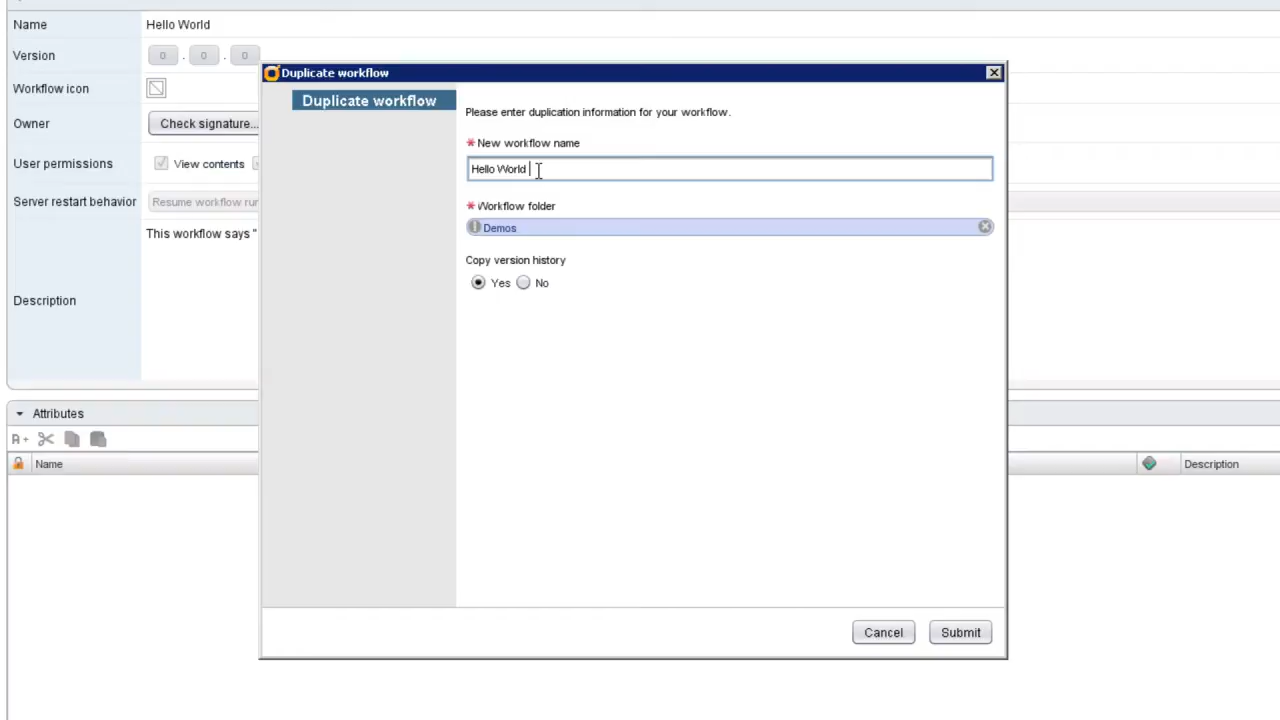 Name
Hello World
Version
0 . 0 . 0
Workflow icon
Owner
Check signature...
User permissions
View contents
Server restart behavior
Resume workflow run
This workflow says "
Description
Duplicate workflow
Duplicate workflow
Please enter duplication information for your workflow.
* New workflow name
Hello World
* Workflow folder
Demos
Copy version history
Yes
No
Cancel
Submit
Attributes
A+
Name
Description